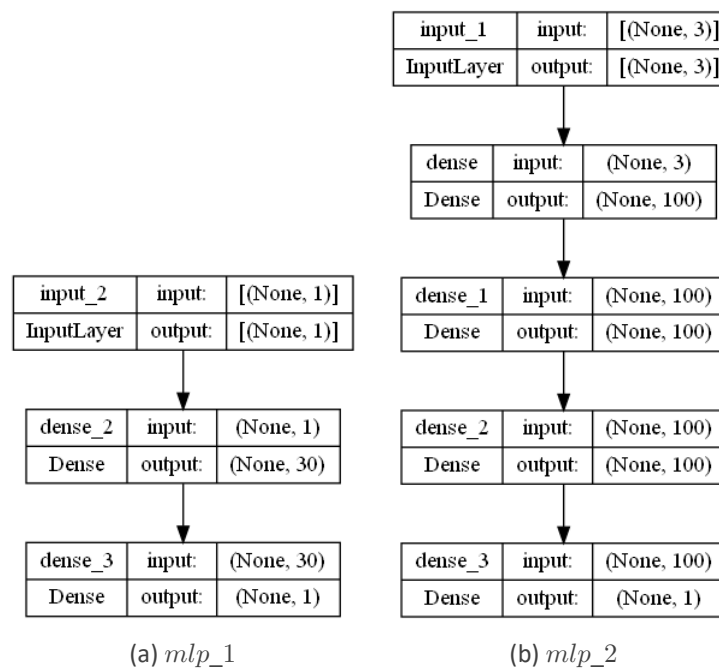 input_2 input: [(None, 1)]
InputLayer output: [(None, 1)]
dense_2 input: (None, 1)
Dense output: (None, 30)
dense_3 input: (None, 30)
Dense output: (None, 1)
(a) mlp_1
input_1 input: [(None, 3)]
InputLayer output: [(None, 3)]
dense input: (None, 3)
Dense output: (None, 100)
dense_1 input: (None, 100)
Dense output: (None, 100)
dense_2 input: (None, 100)
Dense output: (None, 100)
dense_3 input: (None, 100)
Dense output: (None, 1)
(b) mlp_2